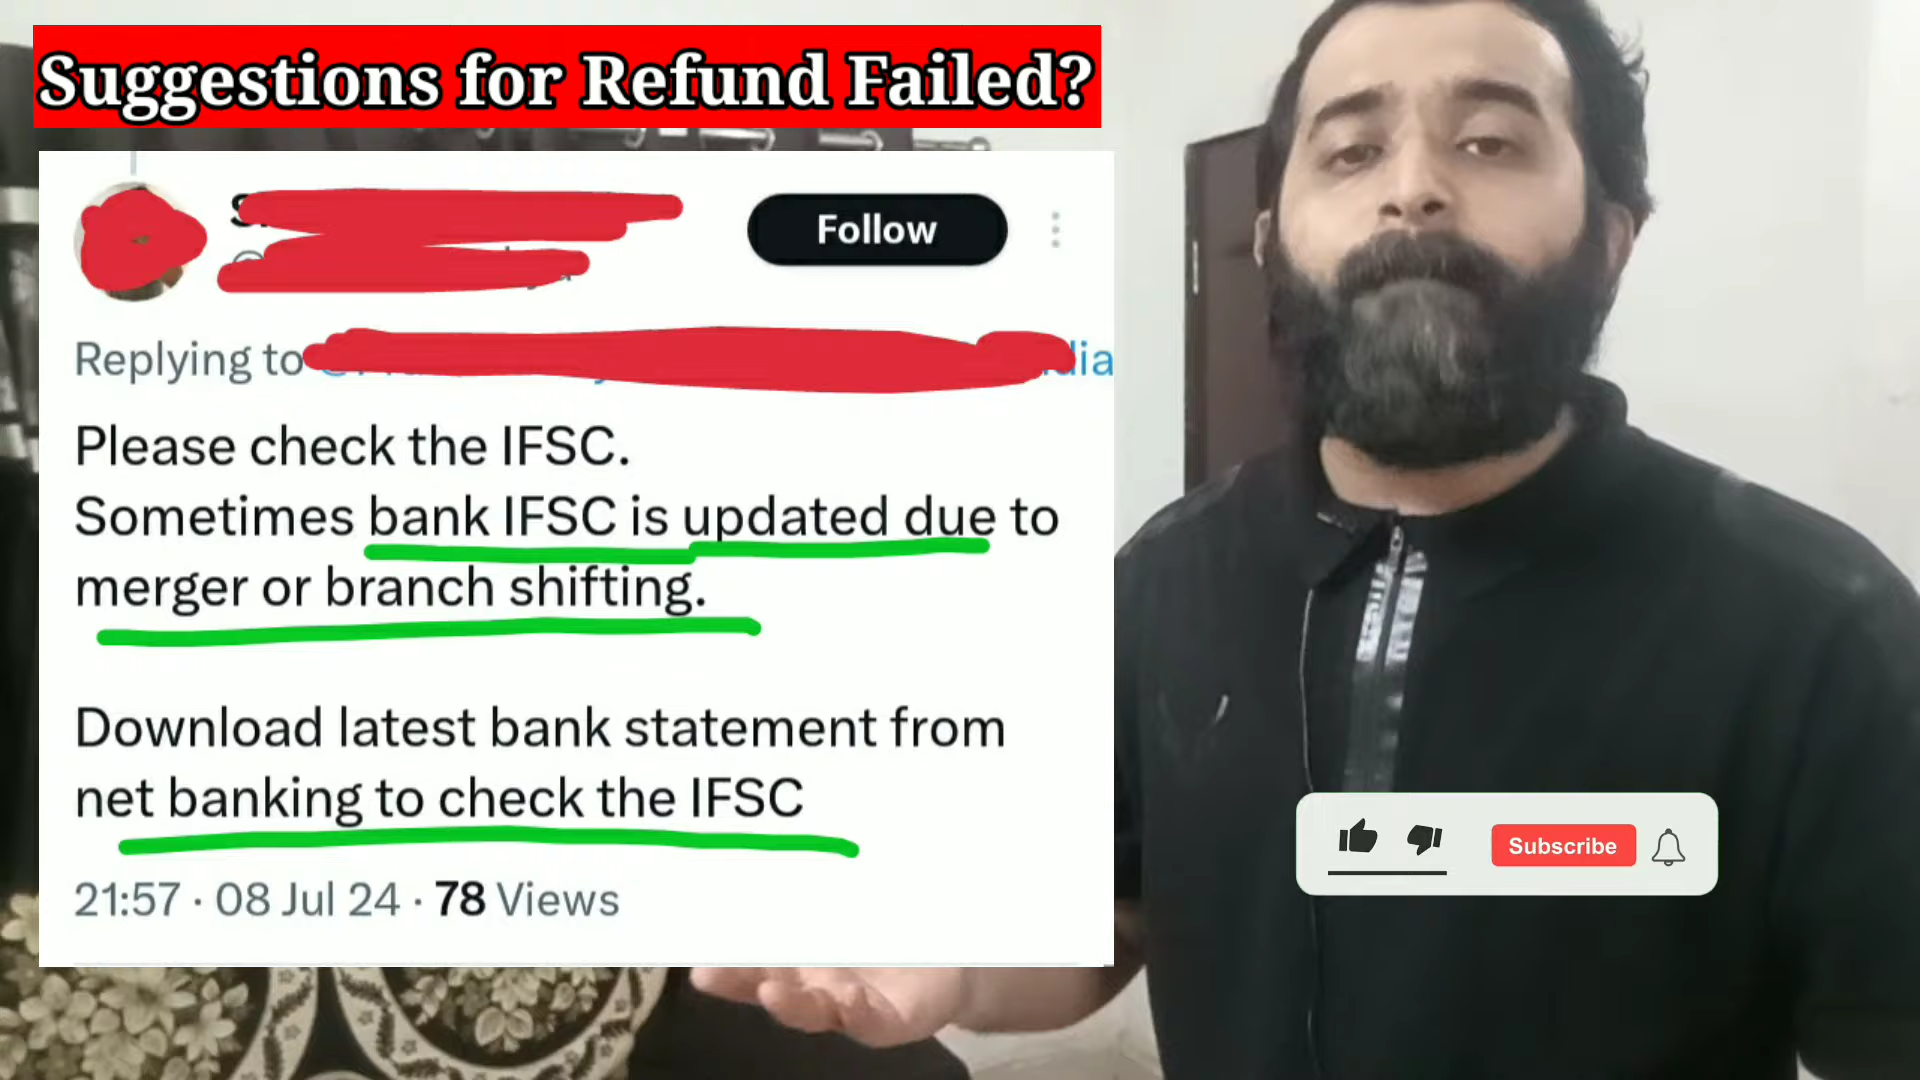 Suggestions for Refund Failed?
Follow
Replying to
Please check the IFSC.
Sometimes bank IFSC is updated due to
merger or branch shifting.
Download latest bank statement from
net banking to check the IFSC
21:57 · 08 Jul 24 · 78 Views
Subscribe